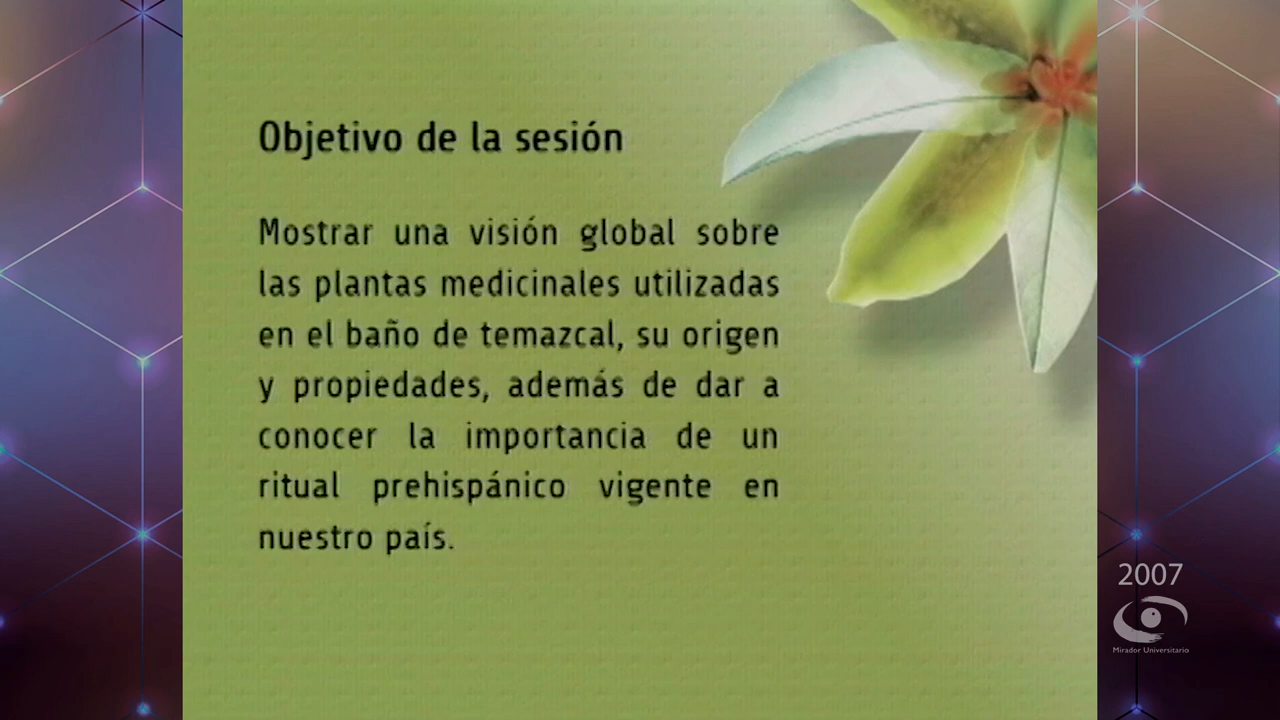 Objetivo de la sesión
Mostrar una visión global sobre
las plantas medicinales utilizadas
en el baño de temazcal, su origen
y propiedades, además de dar a
conocer la importancia de un
ritual prehispánico vigente en
nuestro país.
2007
Mirador Universitario